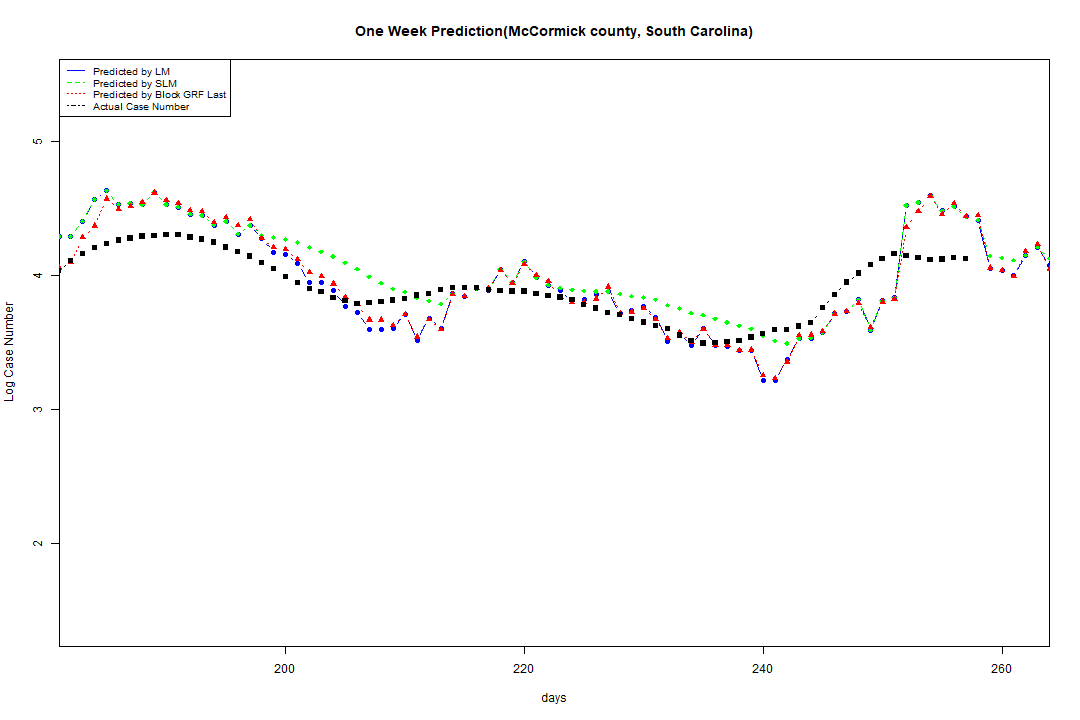 One Week Prediction(McCormick county, South Carolina)
Predicted by LM
Predicted by SLM
Predicted by Block GRF Last
Actual Case Number
5
4
3
2
Log Case Number
200 220 240 260
days